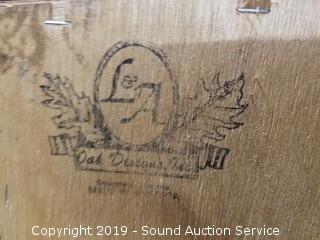 L & A
Oak Designs, Inc.
Copyright 2019 - Sound Auction Service